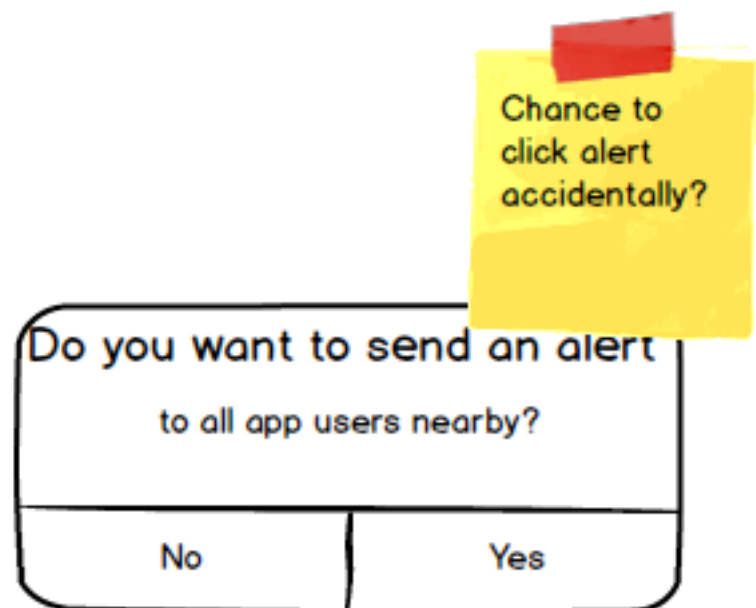 Chance to
click alert
accidentally?
Do you want to send an alert
to all app users nearby?
No
Yes